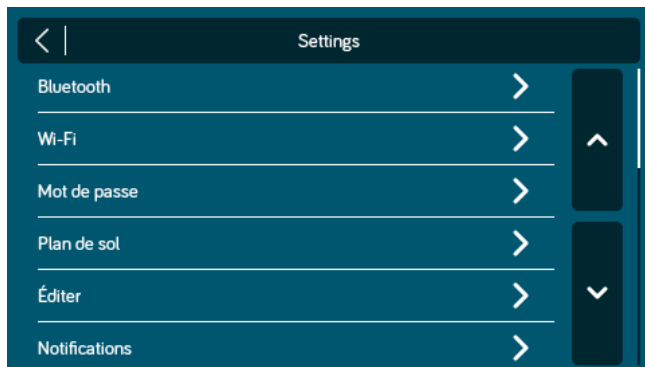 Settings
Bluetooth
Wi-Fi
Mot de passe
Plan de sol
Éditer
Notifications